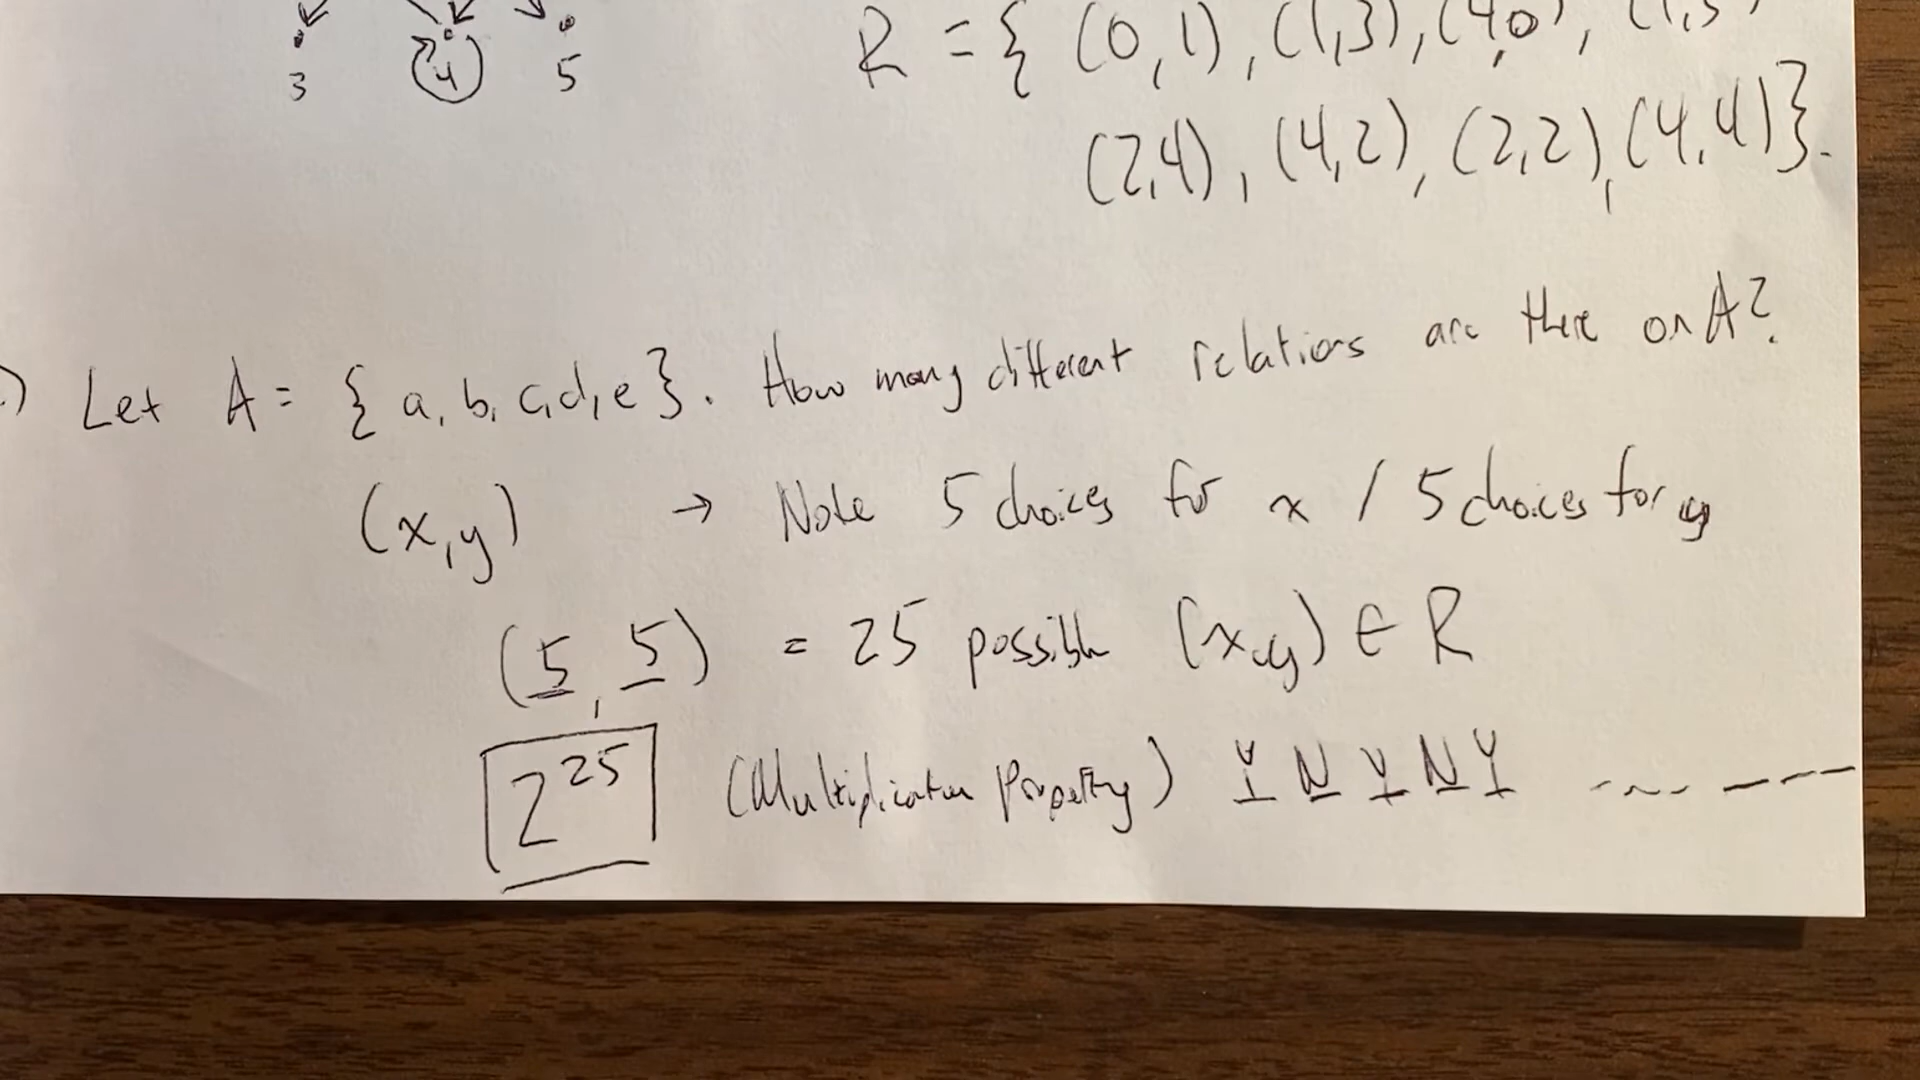 R = { (0,1), (1,3), (4,0), (1,5)
3 4 5
(2,4), (4,2), (2,2), (4,4)}.
) Let A = { a, b, c, d, e }. How many different relations are there on A?
(x,y) → Note 5 choices for x / 5 choices for y
(5, 5) = 25 possible (x,y) ∈ R
2^25 (Multiplication Property) Y N Y N Y